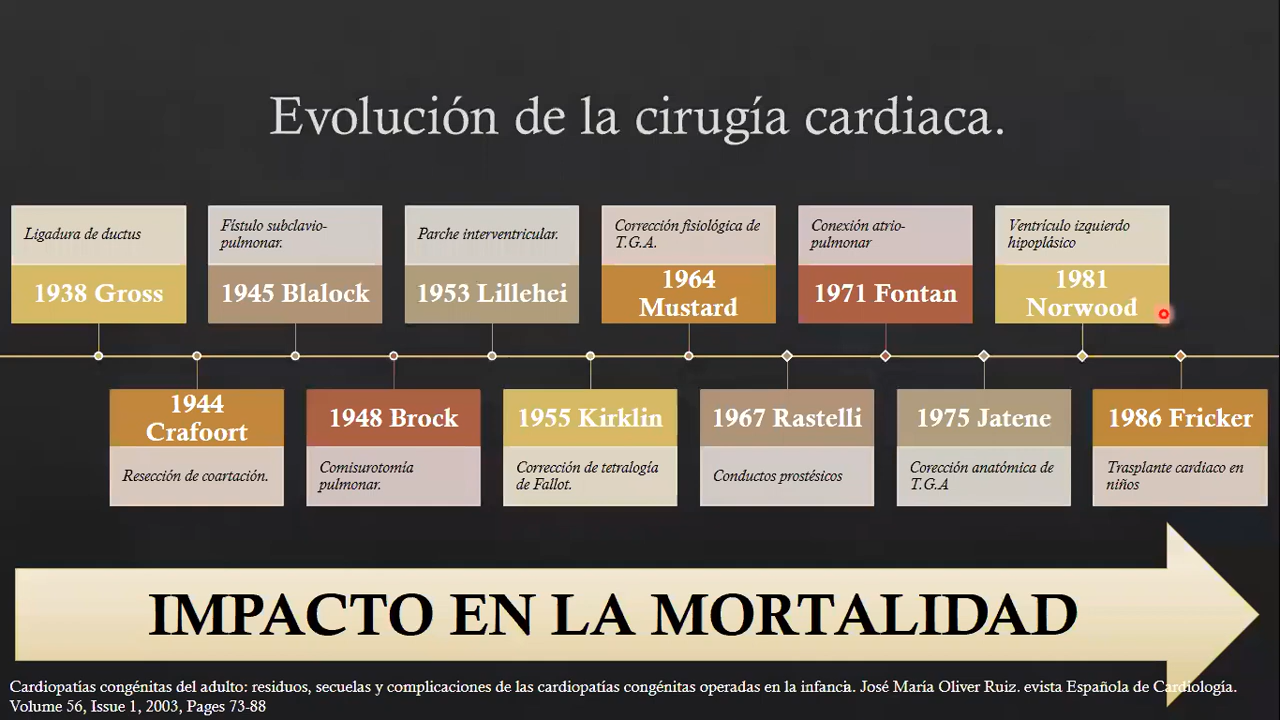 Evolución de la cirugía cardiaca.
Ligadura de ductus
1938 Gross
Fístulo subclavio-
pulmonar.
1945 Blalock
Parche interventricular.
1953 Lillehei
Corrección fisiológica de
T.G.A.
1964
Mustard
Conexión atrio-
pulmonar
1971 Fontan
Ventrículo izquierdo
hipoplásico
1981
Norwood
1944
Crafoort
Resección de coartación.
1948 Brock
Comisurotomía
pulmonar.
1955 Kirklin
Corrección de tetralogía
de Fallot.
1967 Rastelli
Conductos prostésicos
1975 Jatene
Corección anatómica de
T.G.A
1986 Fricker
Trasplante cardiaco en
niños
IMPACTO EN LA MORTALIDAD
Cardiopatías congénitas del adulto: residuos, secuelas y complicaciones de las cardiopatías congénitas operadas en la infancia. José María Oliver Ruiz. evista Española de Cardiología.
Volume 56, Issue 1, 2003, Pages 73-88